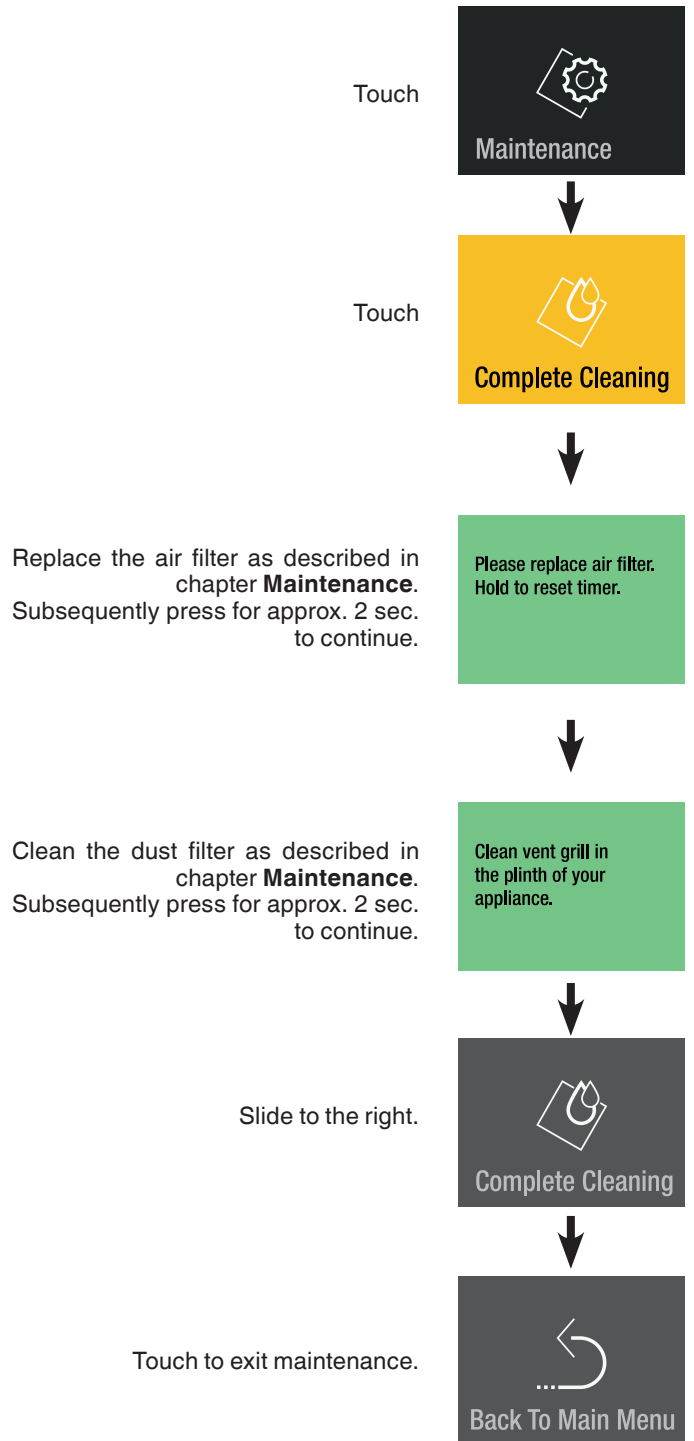 Touch
Maintenance
Touch
Complete Cleaning
Replace the air filter as described in
chapter Maintenance.
Subsequently press for approx. 2 sec.
to continue.
Please replace air filter.
Hold to reset timer.
Clean the dust filter as described in
chapter Maintenance.
Subsequently press for approx. 2 sec.
to continue.
Clean vent grill in
the plinth of your
appliance.
Slide to the right.
Complete Cleaning
Touch to exit maintenance.
Back To Main Menu